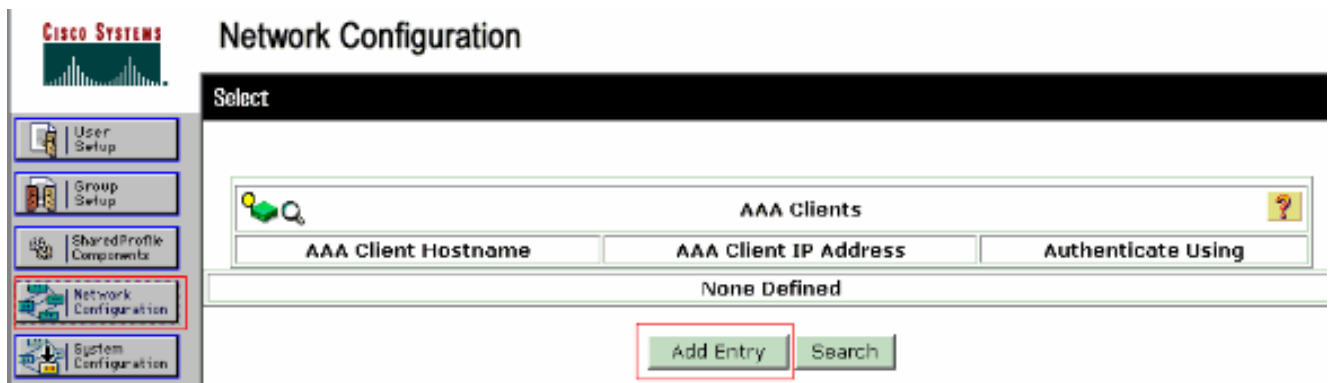 CISCO SYSTEMS
Network Configuration
Select
User
Setup
Group
Setup
SharedProfile
Components
Network
Configuration
System
Configuration
AAA Clients
?
AAA Client Hostname AAA Client IP Address Authenticate Using
None Defined
Add Entry Search